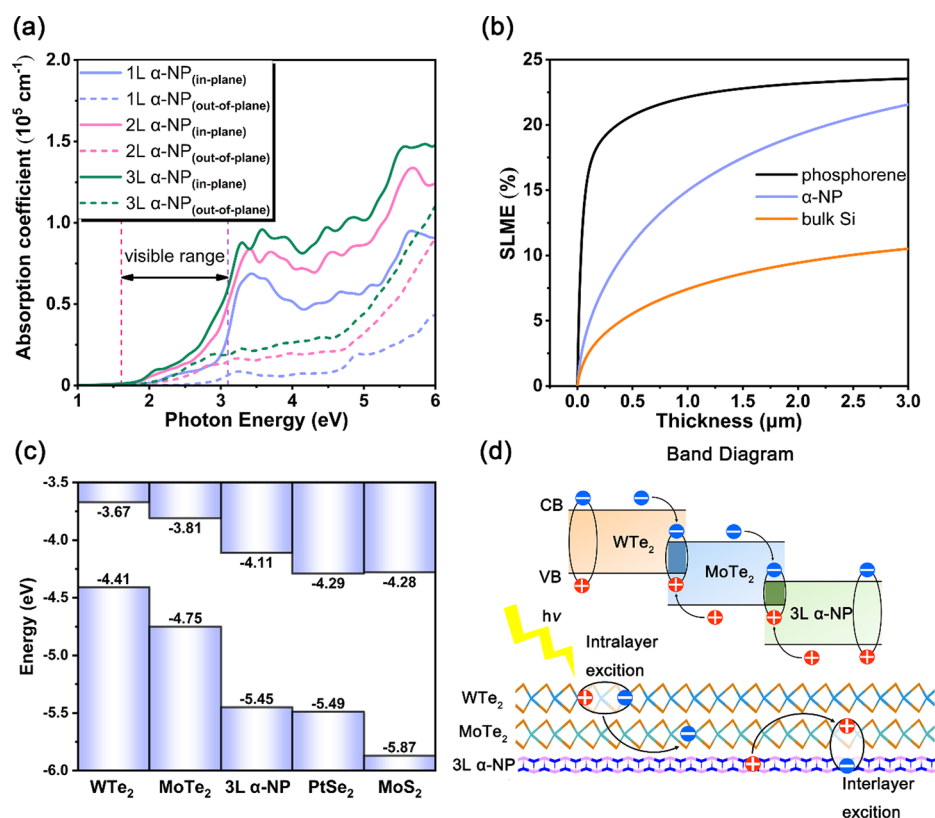 (a)
2.0
1.5
1.0
0.5
0
Absorption coefficient (10⁵ cm⁻¹)
1L α-NP(in-plane)
1L α-NP(out-of-plane)
2L α-NP(in-plane)
2L α-NP(out-of-plane)
3L α-NP(in-plane)
3L α-NP(out-of-plane)
visible range
1 2 3 4 5 6
Photon Energy (eV)
(b)
25
20
15
10
5
0
SLME (%)
phosphorene
α-NP
bulk Si
0.0 0.5 1.0 1.5 2.0 2.5 3.0
Thickness (μm)
(c)
-3.5
-4.0
-4.5
-5.0
-5.5
-6.0
Energy (eV)
-3.67
-3.81
-4.11
-4.29
-4.28
-4.41
-4.75
-5.45
-5.49
-5.87
WTe₂ MoTe₂ 3L α-NP PtSe₂ MoS₂
(d)
Band Diagram
CB
VB
WTe₂
MoTe₂
3L α-NP
hν
Intralayer
excition
WTe₂
MoTe₂
3L α-NP
Interlayer
excition